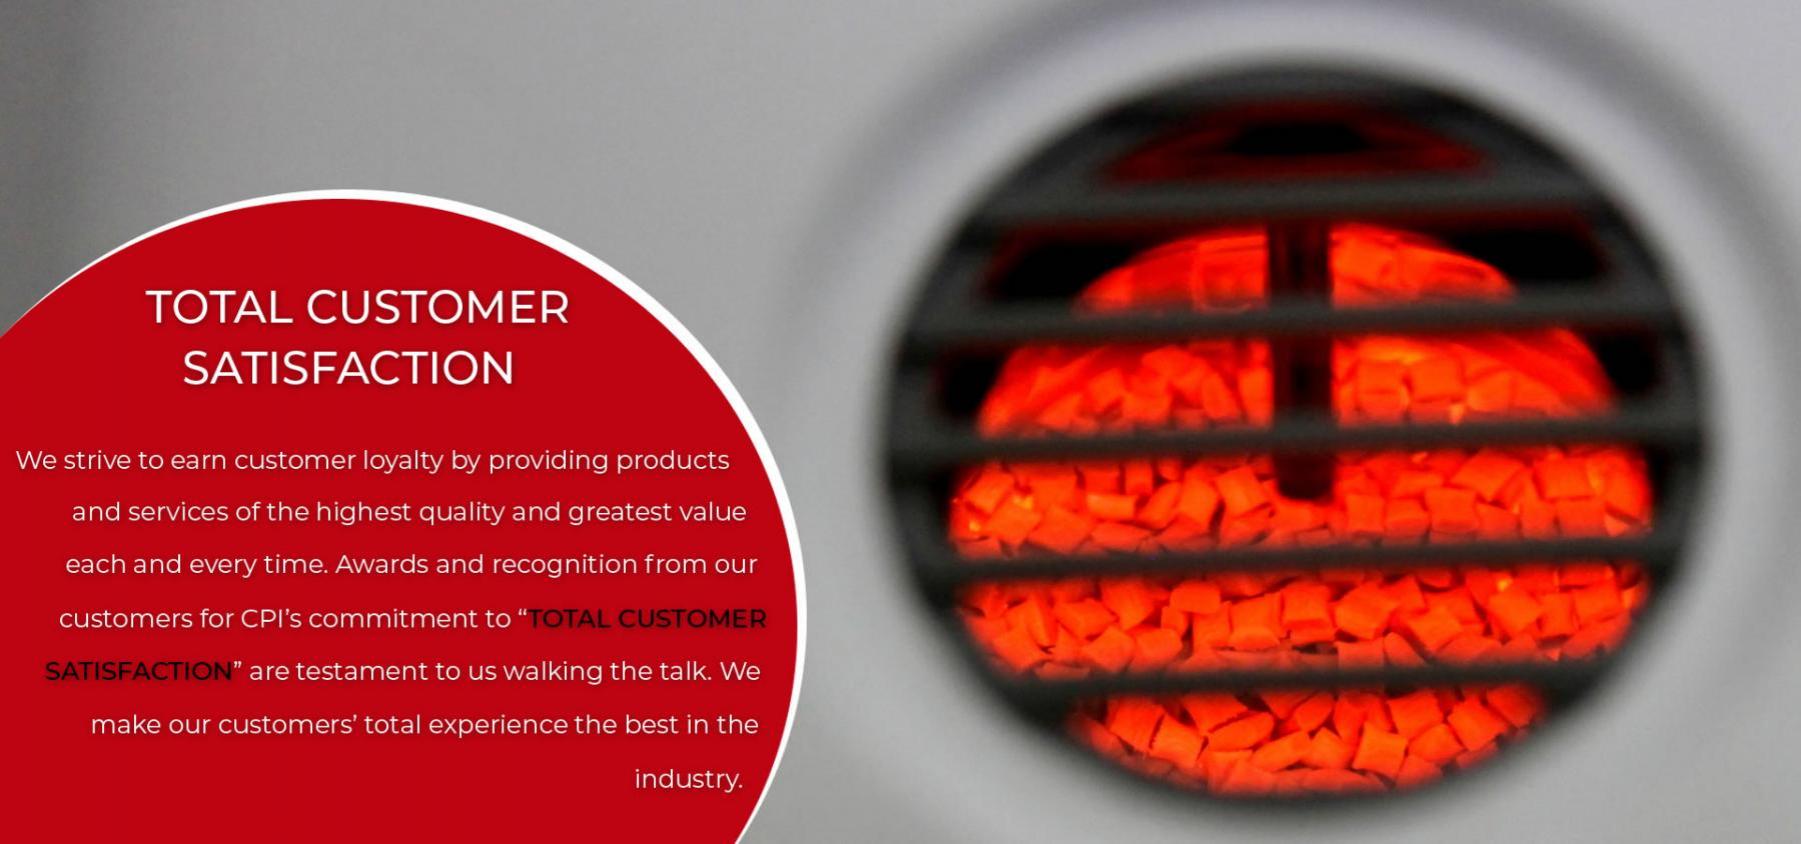 TOTAL CUSTOMER
SATISFACTION
We strive to earn customer loyalty by providing products
and services of the highest quality and greatest value
each and every time. Awards and recognition from our
customers for CPI’s commitment to “TOTAL CUSTOMER
SATISFACTION” are testament to us walking the talk. We
make our customers’ total experience the best in the
industry.